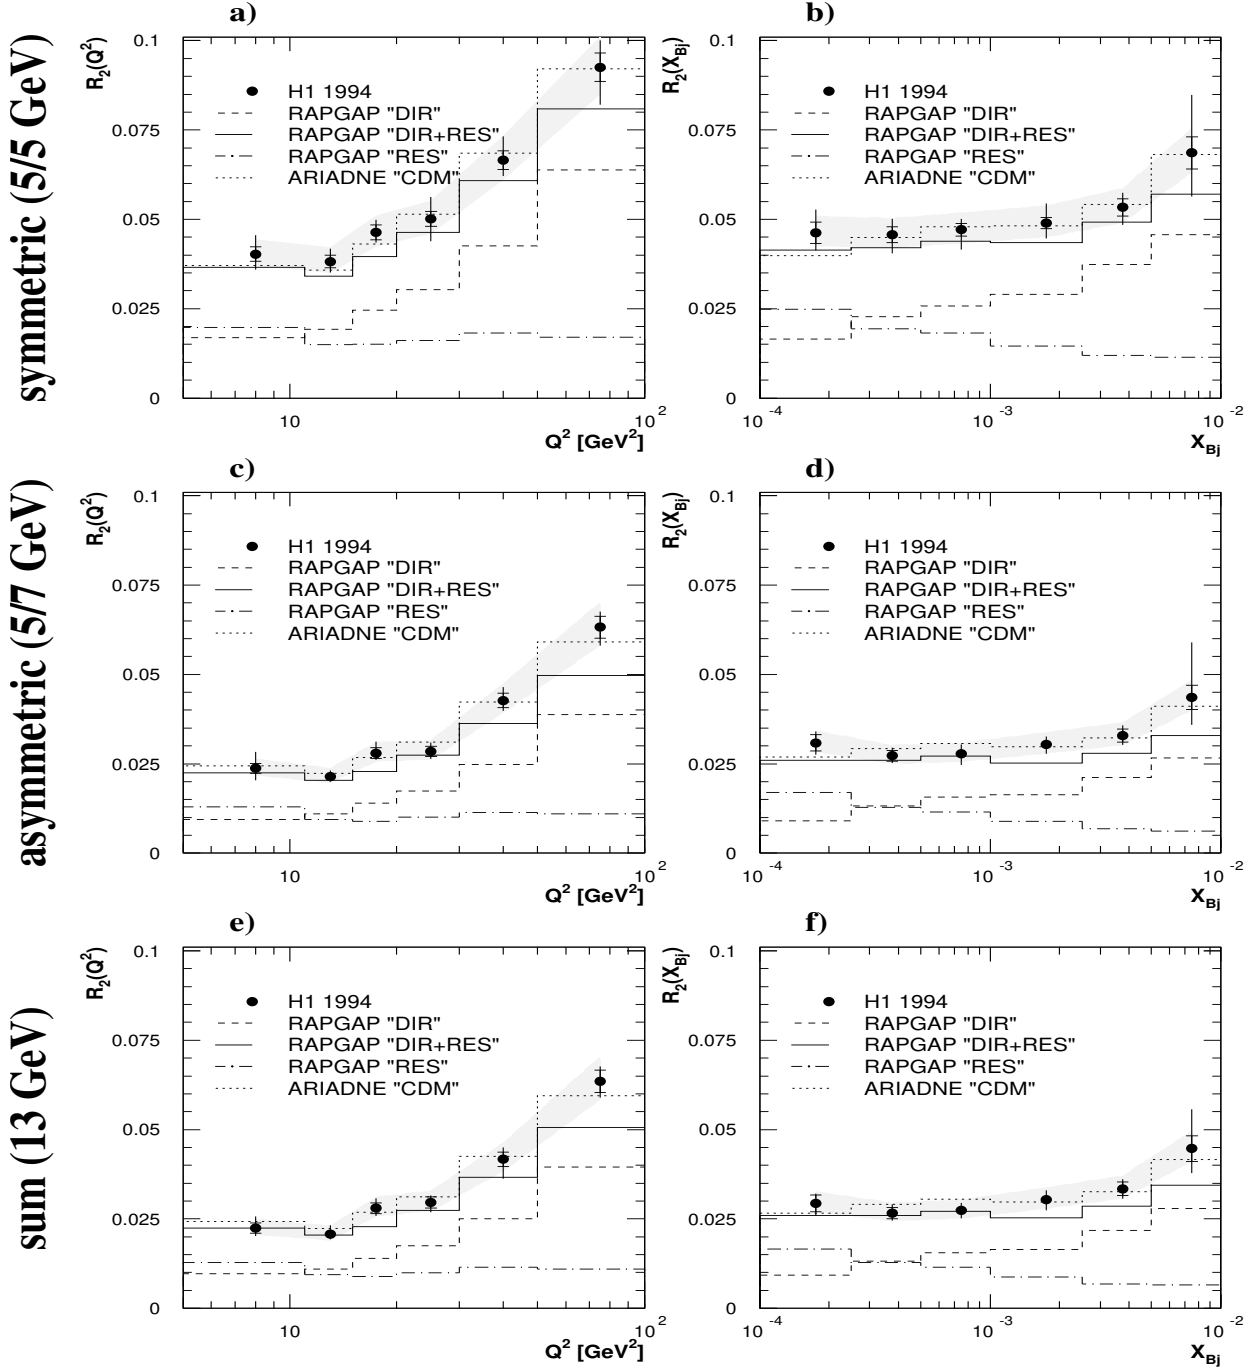 symmetric (5/5 GeV)
a)
R2(Q²)
0.1
0.075
0.05
0.025
0
H1 1994
RAPGAP "DIR"
RAPGAP "DIR+RES"
RAPGAP "RES"
ARIADNE "CDM"
10
10²
Q² [GeV²]
b)
R2(XBj)
0.1
0.075
0.05
0.025
0
H1 1994
RAPGAP "DIR"
RAPGAP "DIR+RES"
RAPGAP "RES"
ARIADNE "CDM"
10⁻⁴
10⁻³
10⁻²
XBj
asymmetric (5/7 GeV)
c)
R2(Q²)
0.1
0.075
0.05
0.025
0
H1 1994
RAPGAP "DIR"
RAPGAP "DIR+RES"
RAPGAP "RES"
ARIADNE "CDM"
10
10²
Q² [GeV²]
d)
R2(XBj)
0.1
0.075
0.05
0.025
0
H1 1994
RAPGAP "DIR"
RAPGAP "DIR+RES"
RAPGAP "RES"
ARIADNE "CDM"
10⁻⁴
10⁻³
10⁻²
XBj
sum (13 GeV)
e)
R2(Q²)
0.1
0.075
0.05
0.025
0
H1 1994
RAPGAP "DIR"
RAPGAP "DIR+RES"
RAPGAP "RES"
ARIADNE "CDM"
10
10²
Q² [GeV²]
f)
R2(XBj)
0.1
0.075
0.05
0.025
0
H1 1994
RAPGAP "DIR"
RAPGAP "DIR+RES"
RAPGAP "RES"
ARIADNE "CDM"
10⁻⁴
10⁻³
10⁻²
XBj